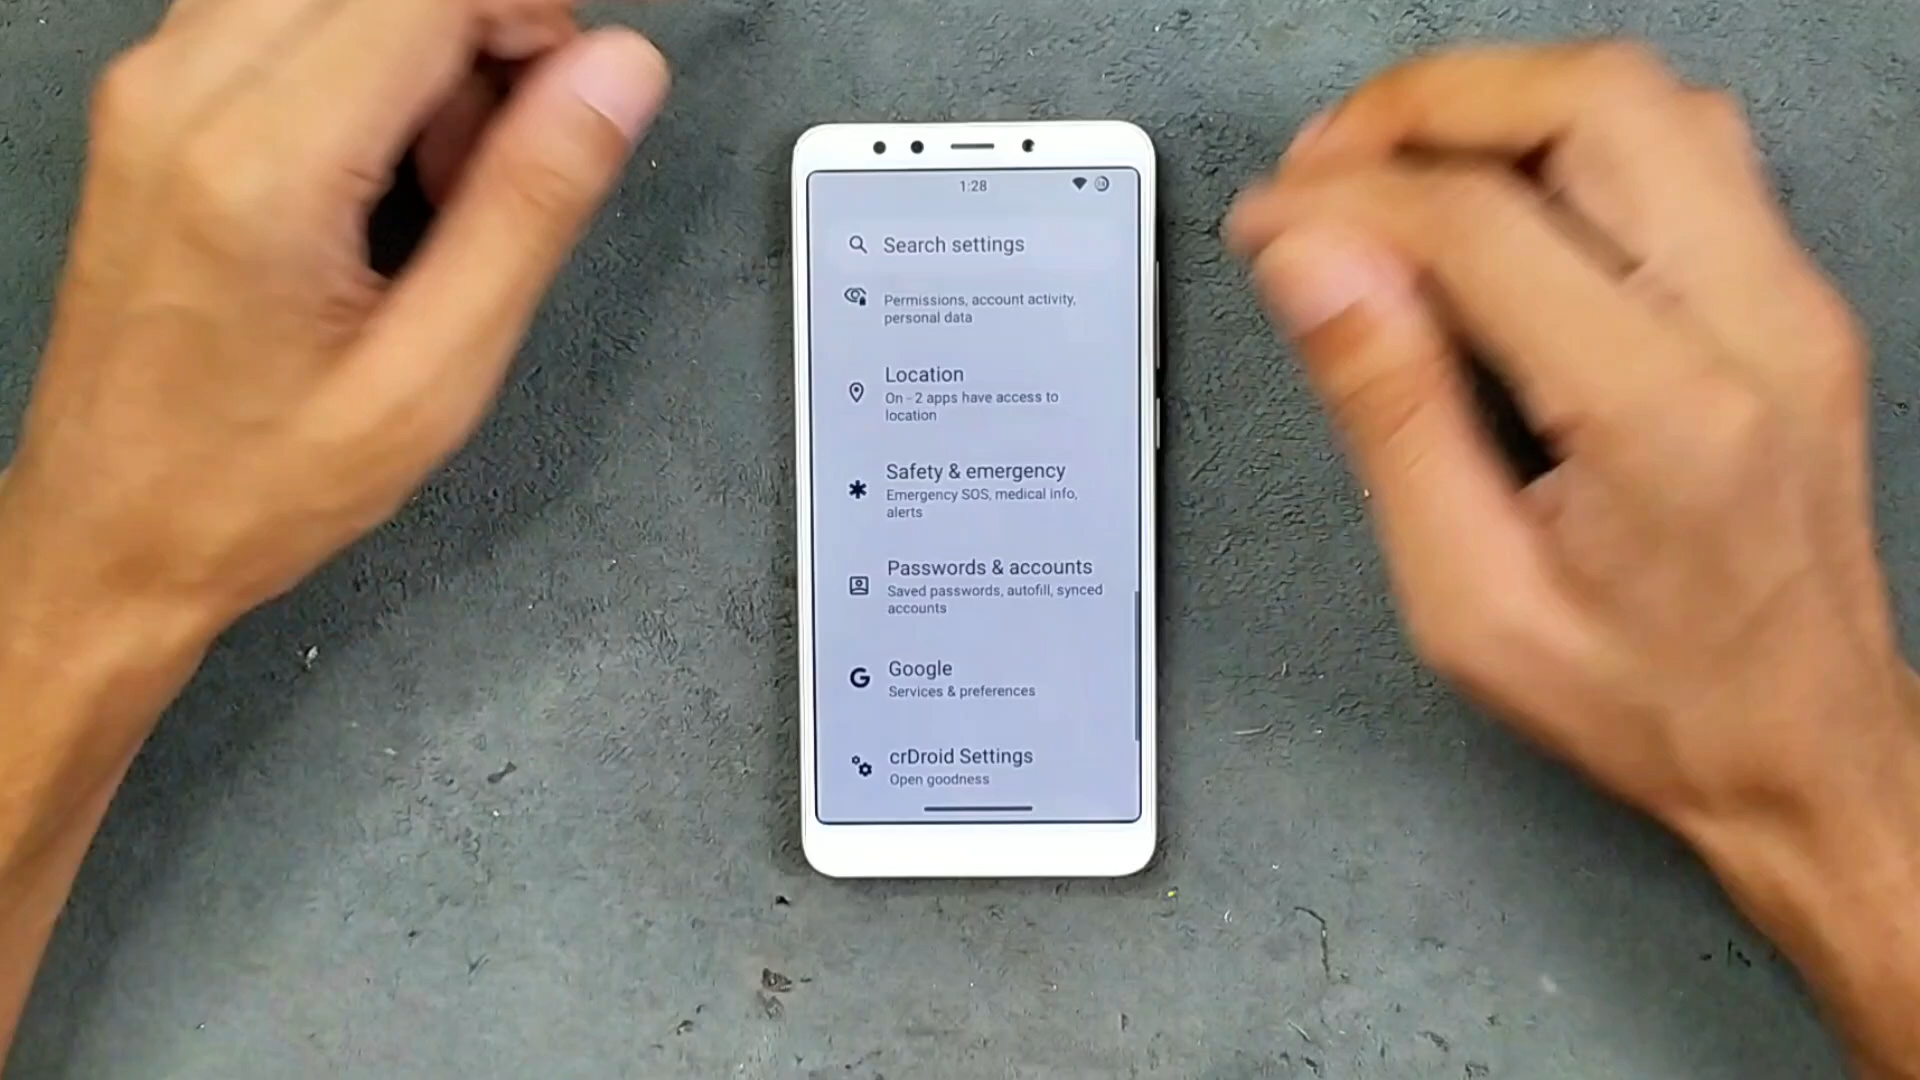 1:28
Search settings
Permissions, account activity,
personal data
Location
On - 2 apps have access to
location
Safety & emergency
Emergency SOS, medical info,
alerts
Passwords & accounts
Saved passwords, autofill, synced
accounts
Google
Services & preferences
crDroid Settings
Open goodness